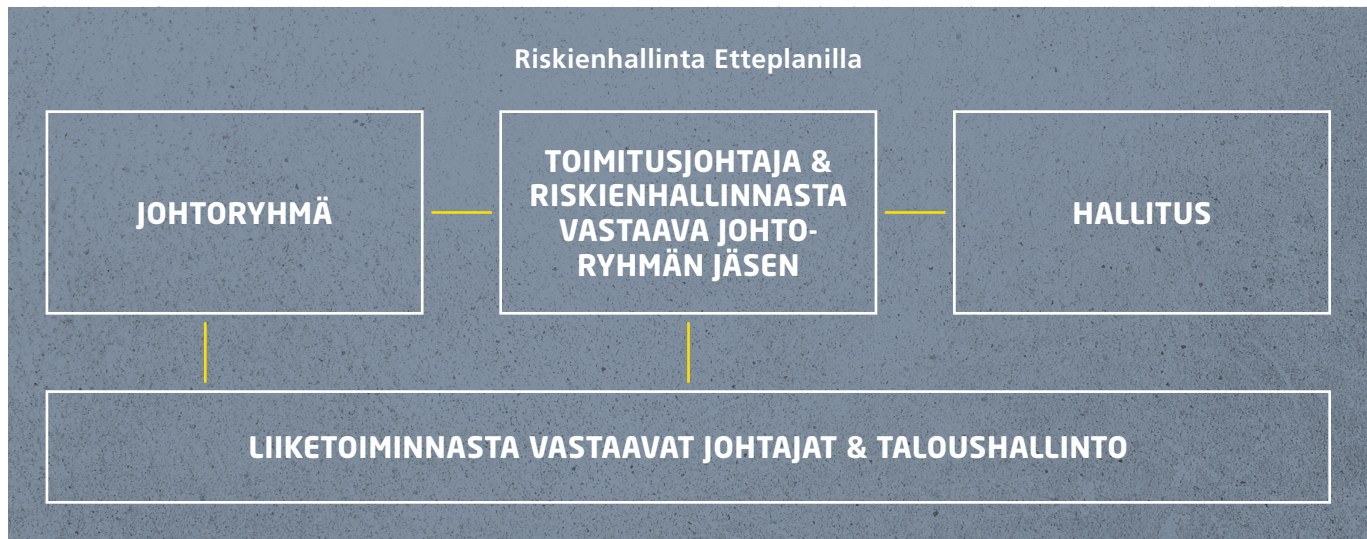 Riskienhallinta Etteplanilla
JOHTORYHMÄ
TOIMITUSJOHTAJA &
RISKIENHALLINNASTA
VASTAAVA JOHTO-
RYHMÄN JÄSEN
HALLITUS
LIIKETOIMINNASTA VASTAAVAT JOHTAJAT & TALOUSHALLINTO